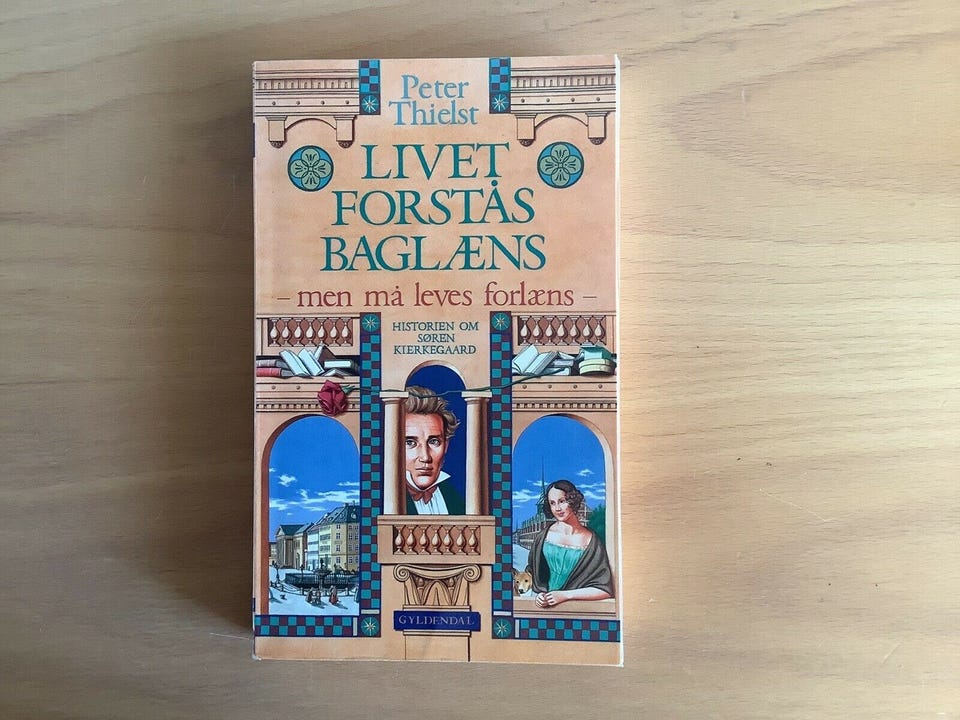 Peter
Thielst
LIVET
FORSTÅS
BAGLÆNS
– men må leves forlæns –
HISTORIEN OM
SØREN
KIERKEGAARD
GYLDENDAL